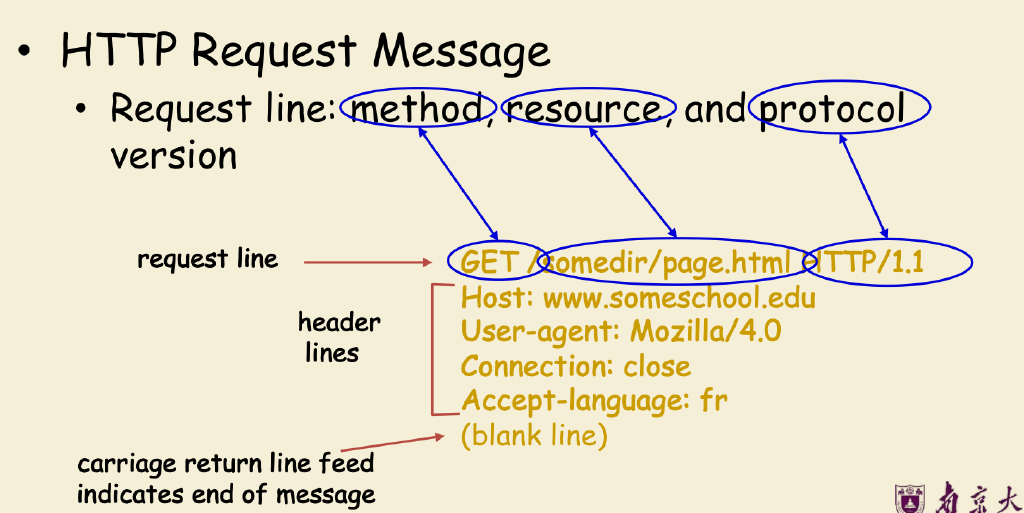 • HTTP Request Message
• Request line: method, resource, and protocol
version
request line
GET /somedir/page.html HTTP/1.1
header
lines
Host: www.someschool.edu
User-agent: Mozilla/4.0
Connection: close
Accept-language: fr
(blank line)
carriage return line feed
indicates end of message
南京大